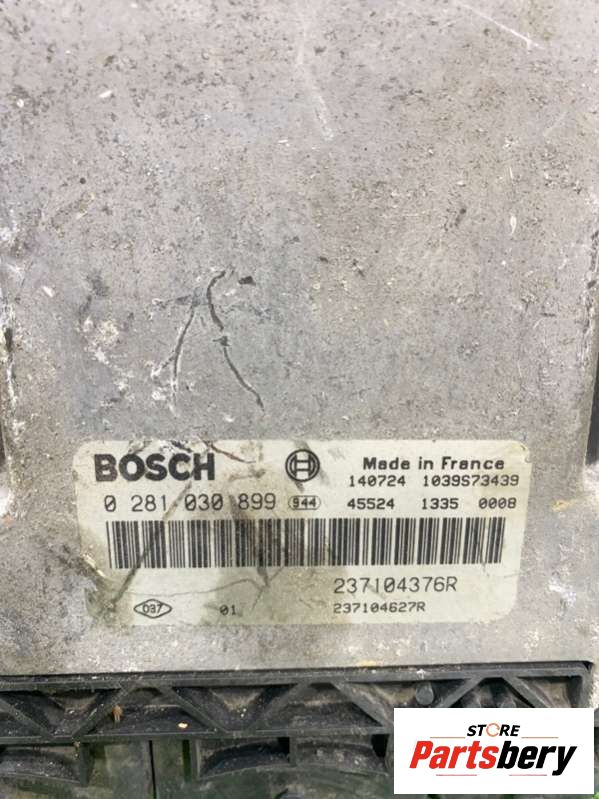 BOSCH Made in France
140724 1039S73439
0 281 030 899 944 45524 1335 0008
237104376R
037 01 237104627R
STORE
Partsbery